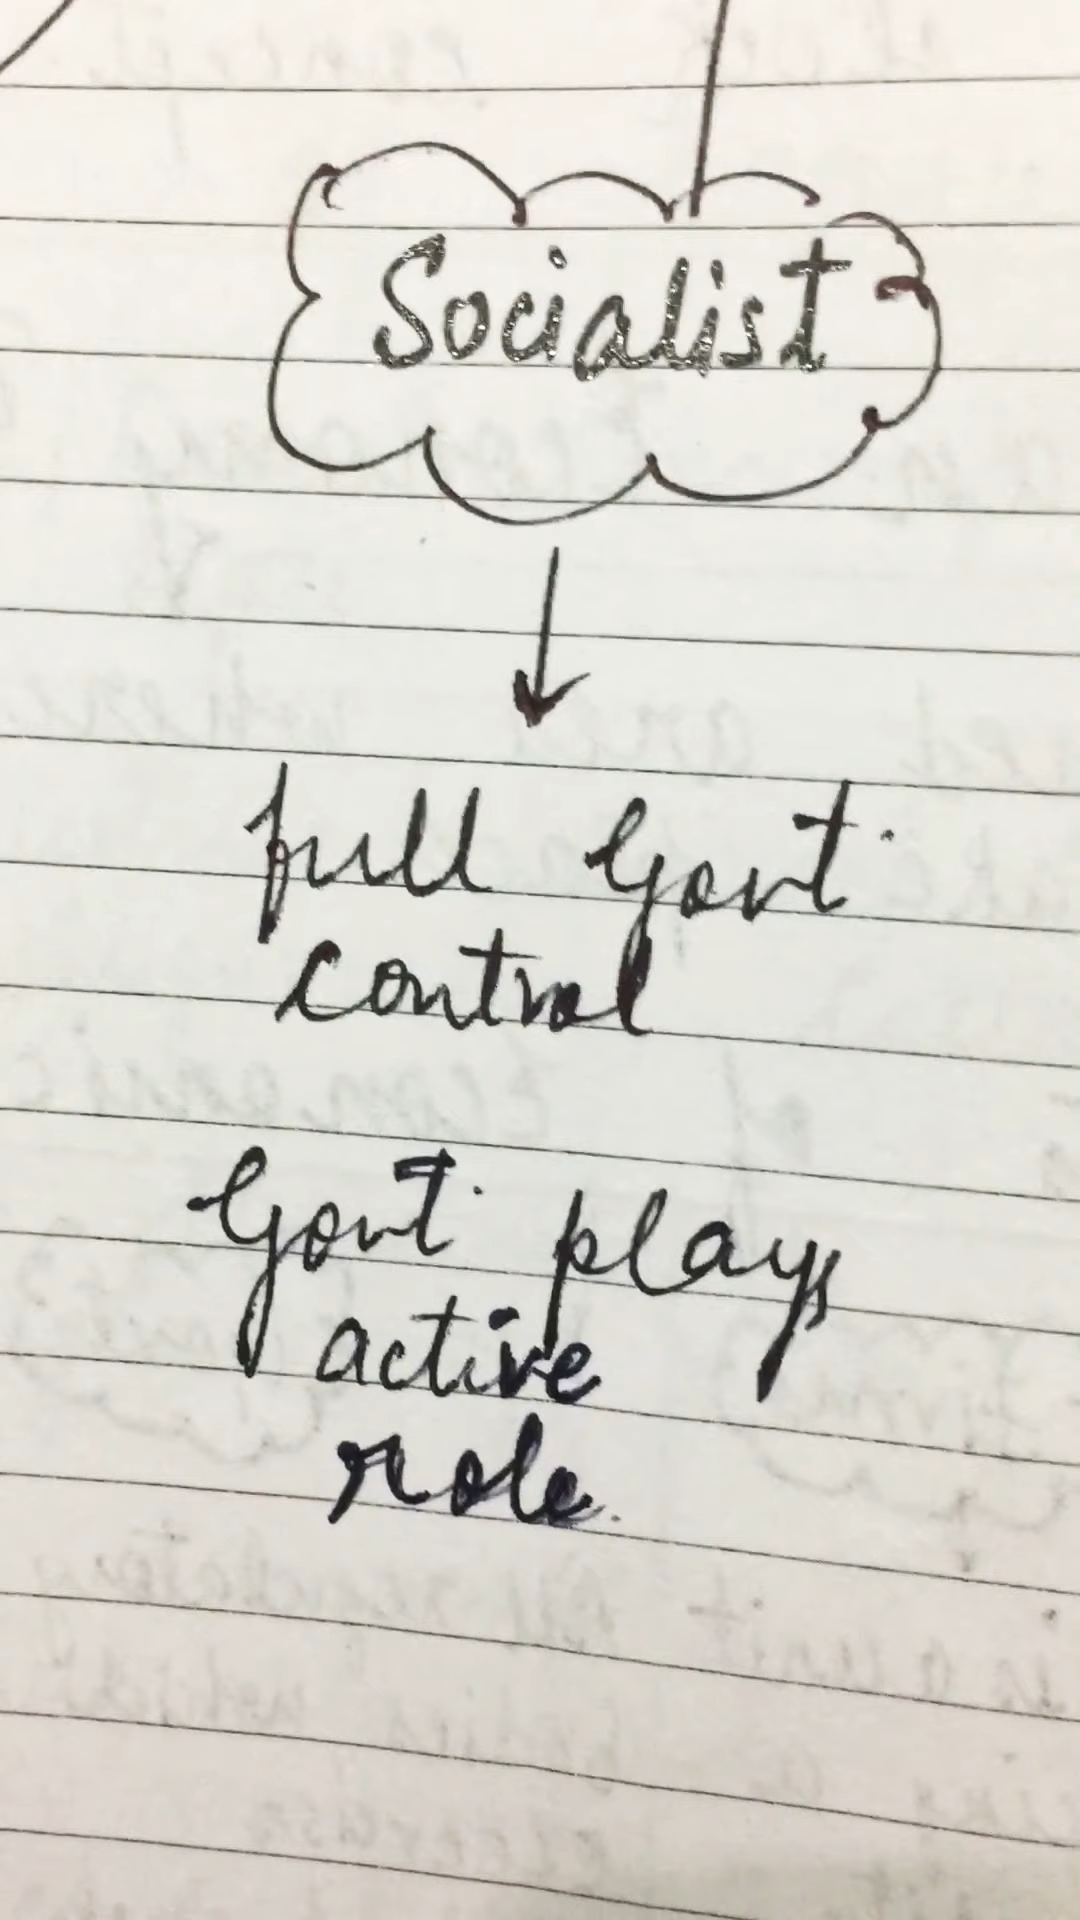 Socialist
full Govt.
control
Govt. plays
active
role.